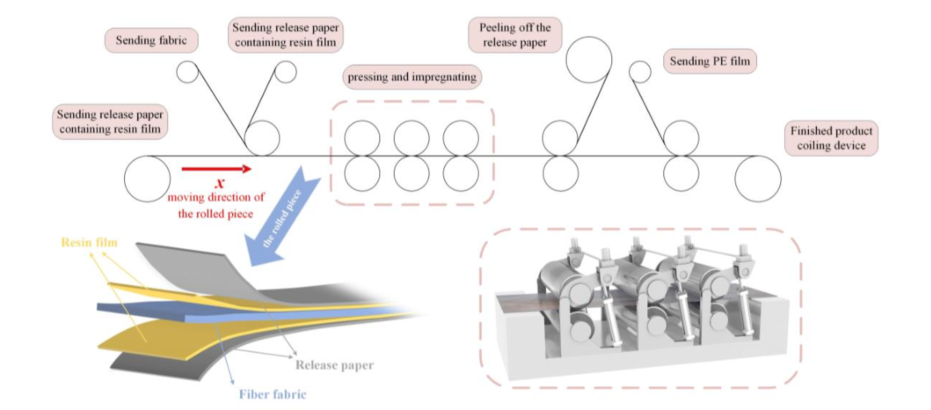 Sending fabric
Sending release paper
containing resin film
Peeling off the
release paper
Sending PE film
pressing and impregnating
Sending release paper
containing resin film
Finished product
coiling device
x
moving direction of
the rolled piece
the rolled piece
Resin film
Release paper
Fiber fabric